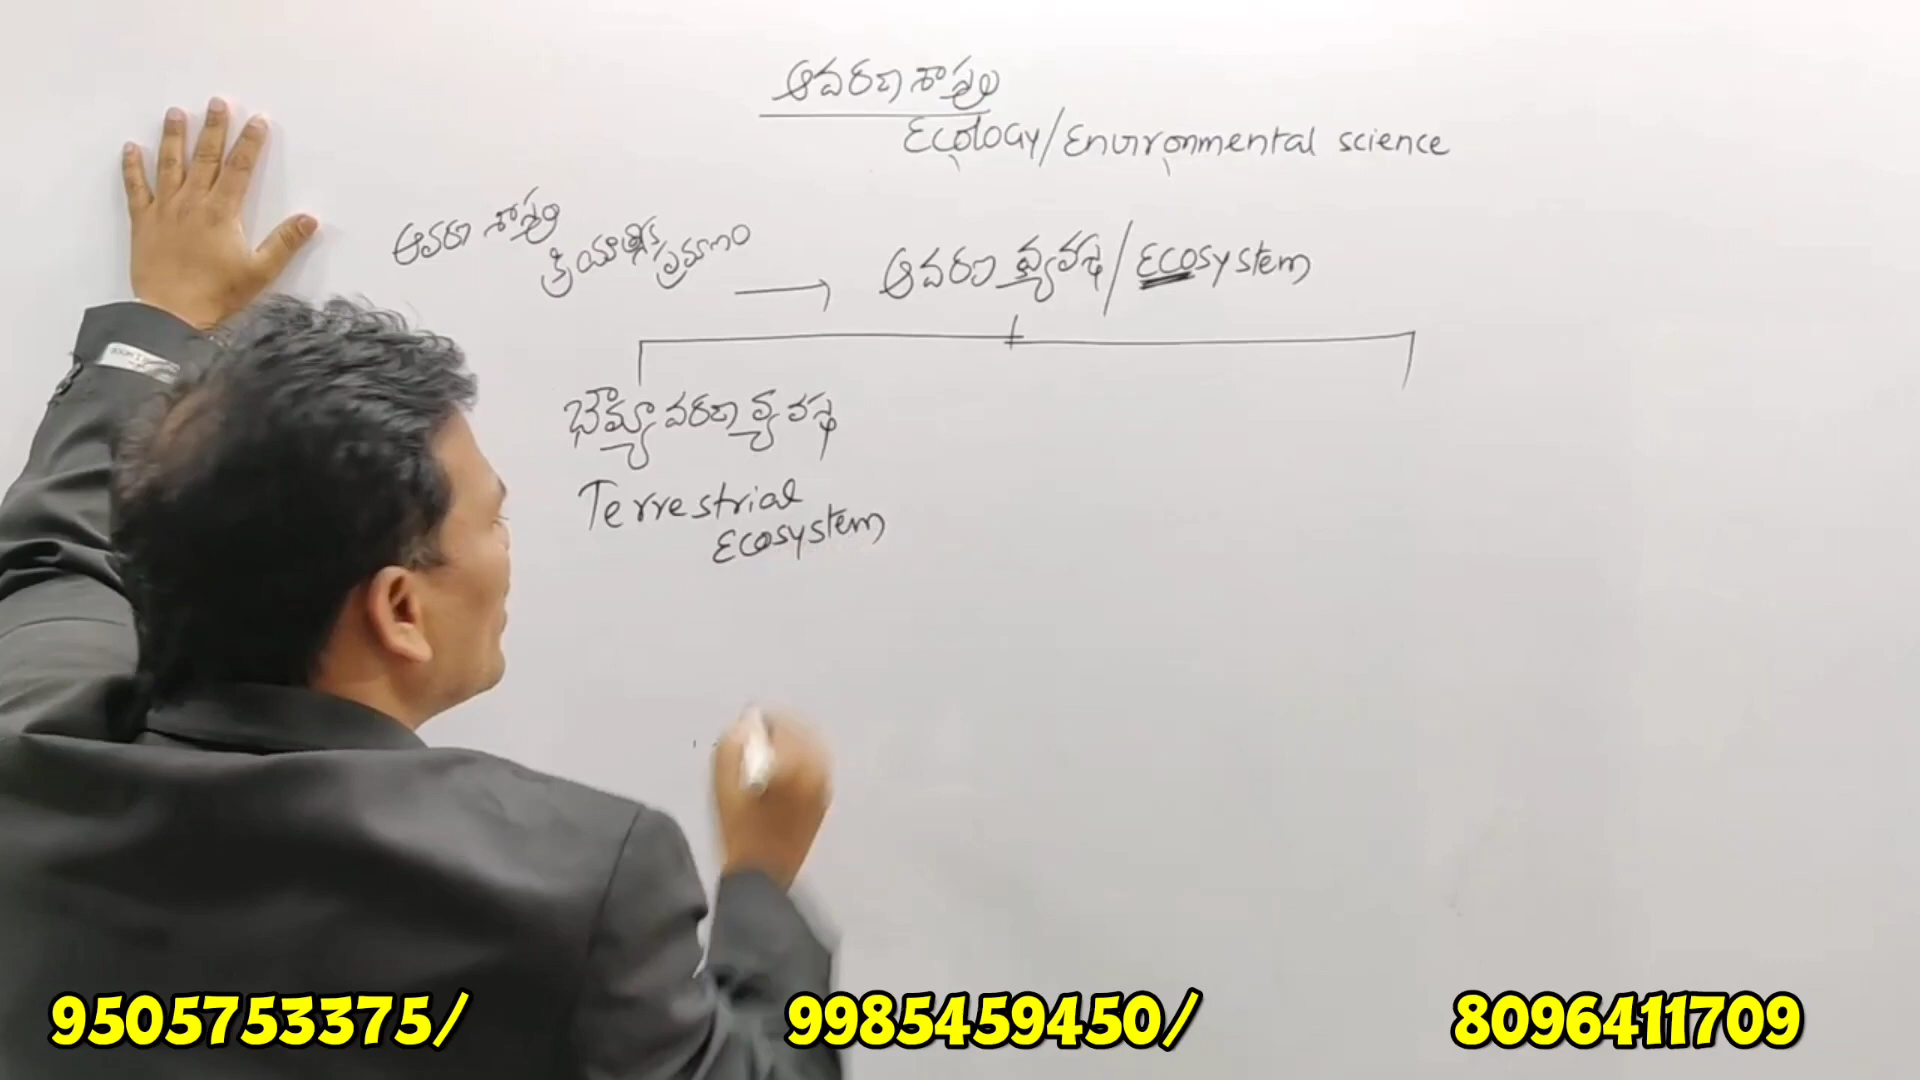 ఆవరణ శాస్త్రం
Ecology/Environmental science
ఆవరణ శాస్త్ర
క్రియాత్మక ప్రమాణం
→ ఆవరణ వ్యవస్థ/Ecosystem
భౌమ్యావరణ వ్యవస్థ
Terrestrial
Ecosystem
9505753375/ 9985459450/ 8096411709